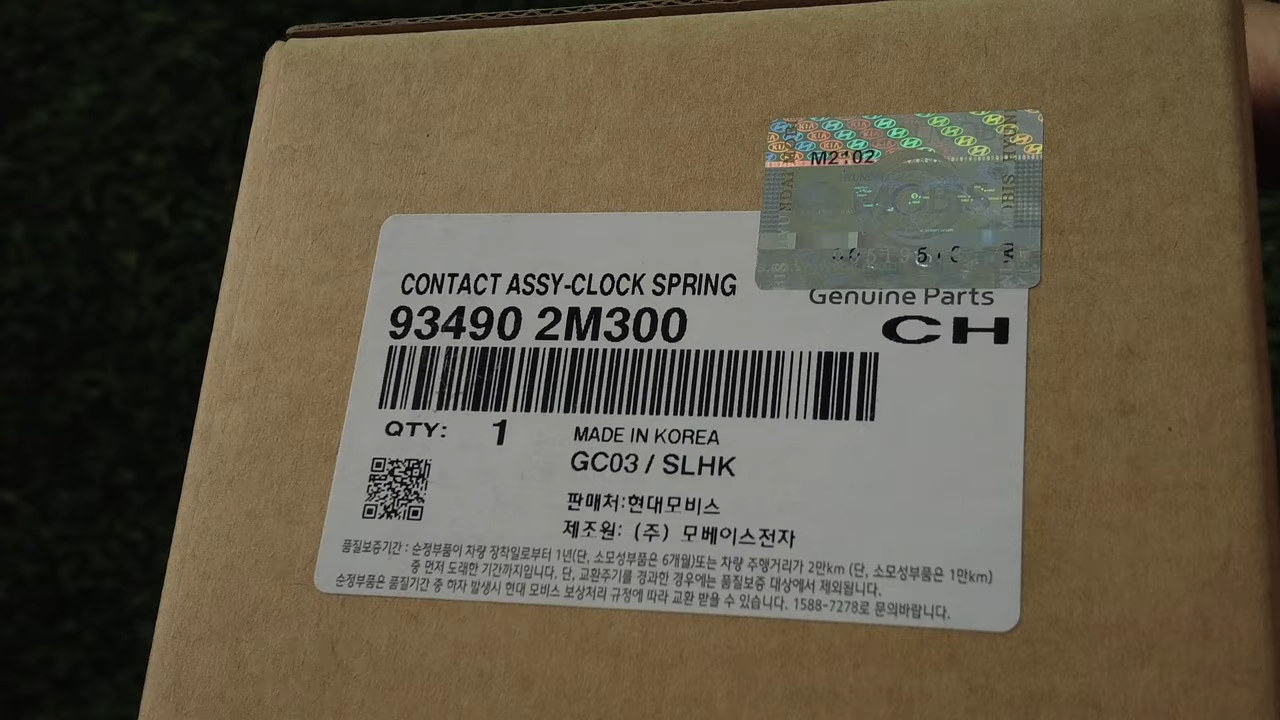 M2102
MOBIS
CONTACT ASSY-CLOCK SPRING
Genuine Parts
93490 2M300
CH
QTY: 1
MADE IN KOREA
GC03 / SLHK
판매처:현대모비스
제조원: (주) 모베이스전자
품질보증기간 : 순정부품이 차량 장착일로부터 1년(단, 소모성부품은 6개월)또는 차량 주행거리가 2만km (단, 소모성부품은 1만km)
중 먼저 도래한 기간까지입니다. 단, 교환주기를 경과한 경우에는 품질보증 대상에서 제외됩니다.
순정부품은 품질기간 중 하자 발생시 현대 모비스 보상처리 규정에 따라 교환 받을 수 있습니다. 1588-7278로 문의바랍니다.